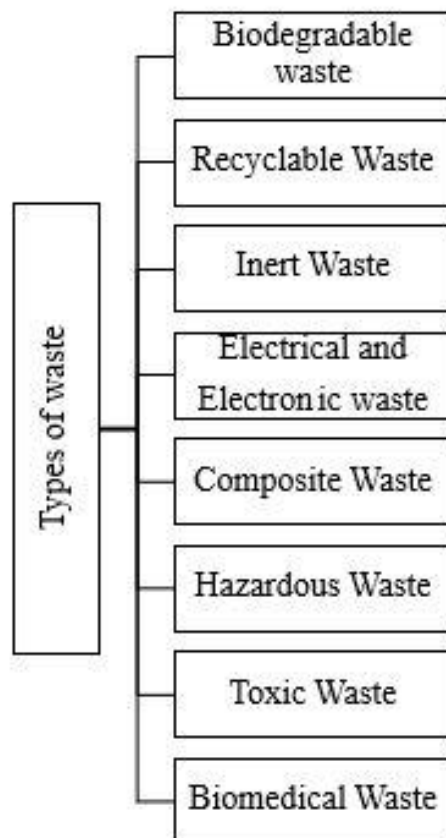 Types of waste
Biodegradable
waste
Recyclable Waste
Inert Waste
Electrical and
Electronic waste
Composite Waste
Hazardous Waste
Toxic Waste
Biomedical Waste